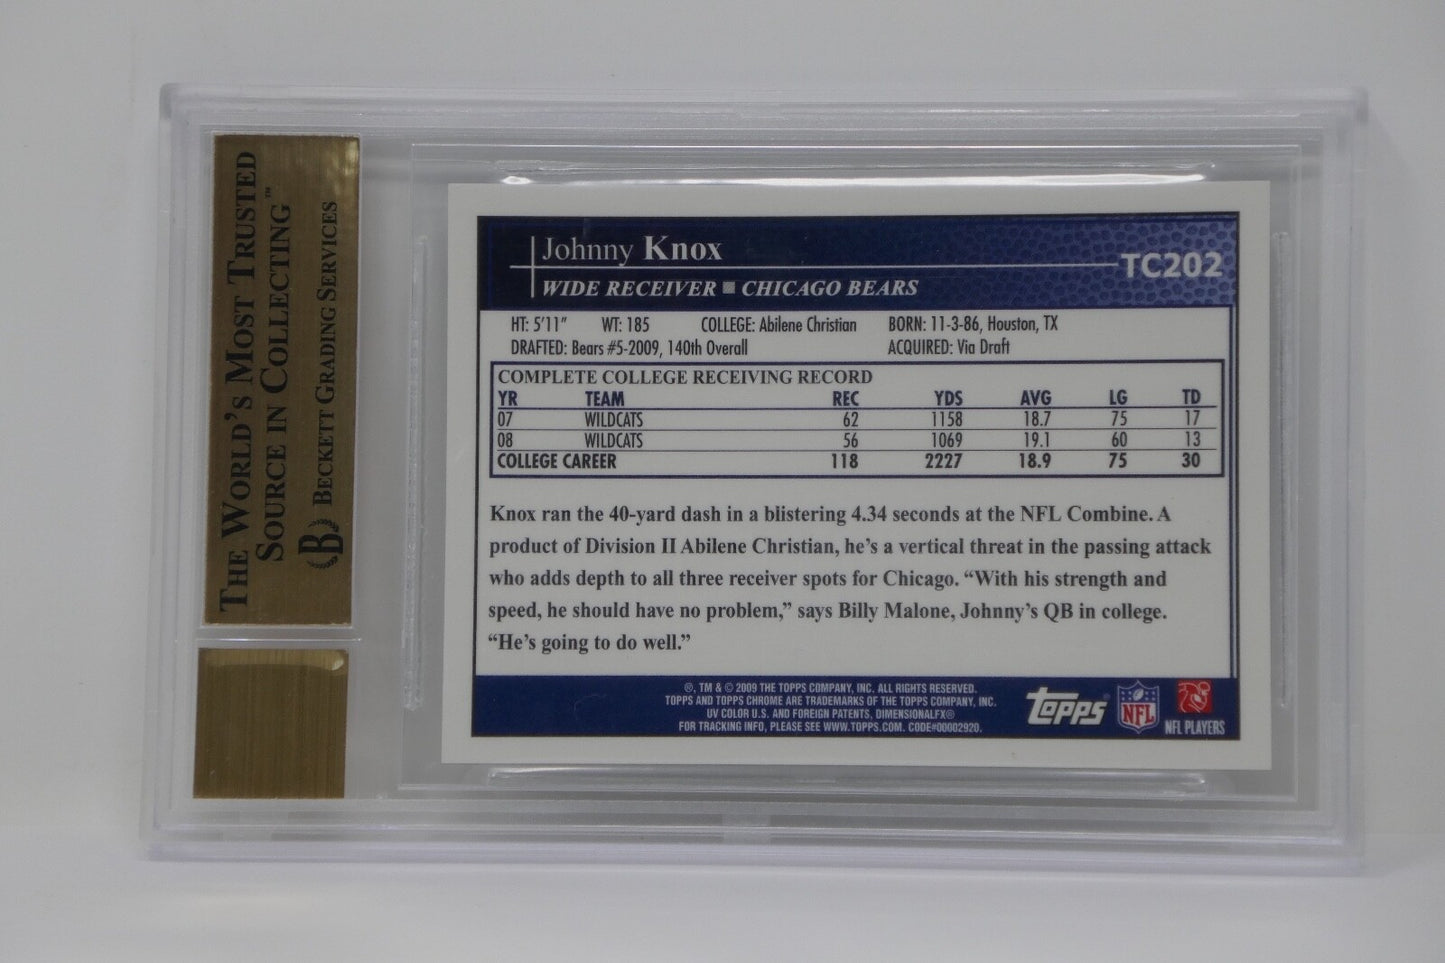 THE WORLD'S MOST TRUSTED
SOURCE IN COLLECTING™
B BECKETT GRADING SERVICES
Johnny Knox
TC202
WIDE RECEIVER ■ CHICAGO BEARS
HT: 5'11" WT: 185 COLLEGE: Abilene Christian BORN: 11-3-86, Houston, TX
DRAFTED: Bears #5-2009, 140th Overall ACQUIRED: Via Draft
COMPLETE COLLEGE RECEIVING RECORD
YR TEAM REC YDS AVG LG TD
07 WILDCATS 62 1158 18.7 75 17
08 WILDCATS 56 1069 19.1 60 13
COLLEGE CAREER 118 2227 18.9 75 30
Knox ran the 40-yard dash in a blistering 4.34 seconds at the NFL Combine. A
product of Division II Abilene Christian, he's a vertical threat in the passing attack
who adds depth to all three receiver spots for Chicago. “With his strength and
speed, he should have no problem,” says Billy Malone, Johnny's QB in college.
“He's going to do well.”
®, TM & © 2009 THE TOPPS COMPANY, INC. ALL RIGHTS RESERVED.
TOPPS AND TOPPS CHROME ARE TRADEMARKS OF THE TOPPS COMPANY, INC.
UV COLOR U.S. AND FOREIGN PATENTS, DIMENSIONALFX®
FOR TRACKING INFO, PLEASE SEE WWW.TOPPS.COM. CODE#00002920.
Topps®
NFL
NFL PLAYERS